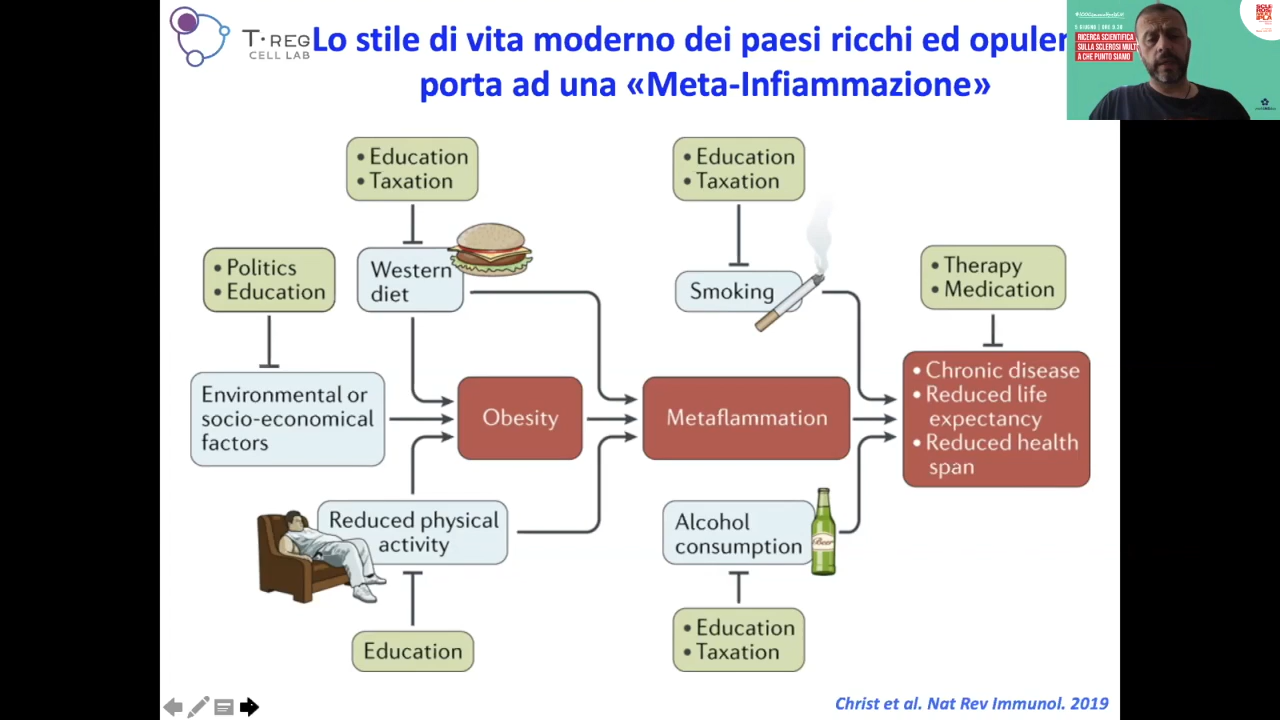 T·REG
CELL LAB
Lo stile di vita moderno dei paesi ricchi ed
porta ad una «Meta-Infiammazione»
RICERCA SCIENTIFICA
SULLA SCLEROSI
A CHE PUNTO SIAMO
• Education
• Taxation
• Education
• Taxation
• Politics
• Education
Western
diet
Smoking
• Therapy
• Medication
Environmental or
socio-economical
factors
Obesity
Metaflammation
• Chronic disease
• Reduced life
expectancy
• Reduced health
span
Reduced physical
activity
Alcohol
consumption
Beer
Education
• Education
• Taxation
Christ et al. Nat Rev Immunol. 2019